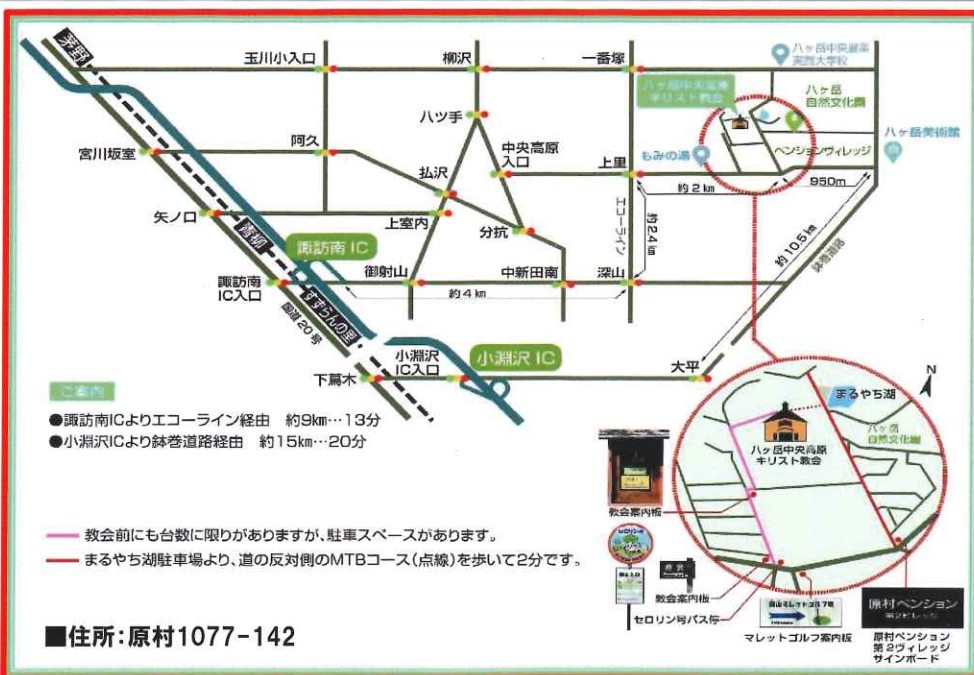 茅野
玉川小入口
柳沢
一番塚
八ヶ岳中央農業
実践大学校
八ヶ岳中央高原
キリスト教会
八ヶ岳
自然文化園
八ツ手
宮川坂室
阿久
中央高原
入口
上里
もみの湯
ペンションヴィレッジ
八ヶ岳美術館
払沢
約2km
950m
矢ノ口
上室内
分抗
エコーライン
約2.4km
約10.5km
鉢巻道路
青柳
諏訪南IC
諏訪南
IC入口
御射山
中新田南
深山
約4km
すずらんの里
国道20号
小淵沢
IC入口
小淵沢IC
下蔦木
大平
ご案内
●諏訪南ICよりエコーライン経由 約9km…13分
●小淵沢ICより鉢巻道路経由 約15km…20分
N
まるやち湖
八ヶ岳
自然文化園
八ヶ岳中央高原
キリスト教会
教会案内板
教会前にも台数に限りがありますが、駐車スペースがあります。
まるやち湖駐車場より、道の反対側のMTBコース(点線)を歩いて2分です。
教会案内板
セロリン号バス停
マレットゴルフ案内板
原村ペンション
第2ビレッジ
原村ペンション
第2ヴィレッジ
サインボード
■住所:原村1077-142